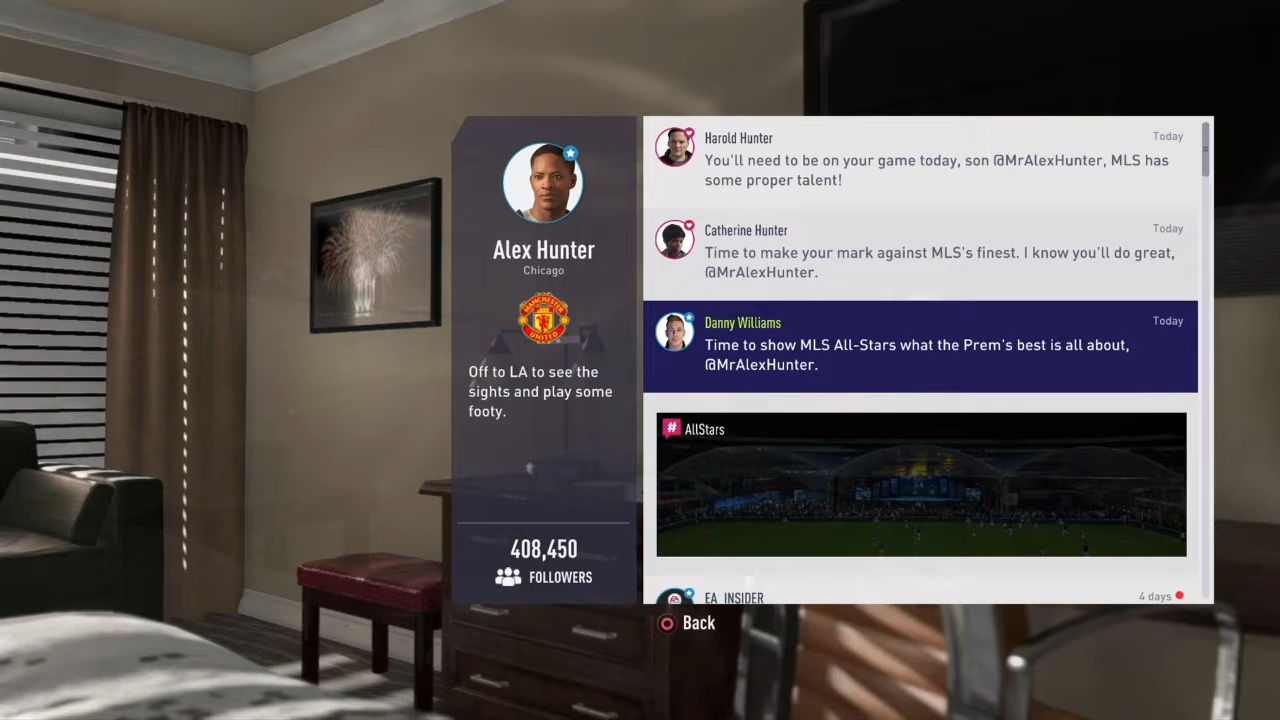 Alex Hunter
Chicago
MANCHESTER
UNITED
Off to LA to see the
sights and play some
footy.
408,450
FOLLOWERS
Harold Hunter
Today
You'll need to be on your game today, son @MrAlexHunter, MLS has
some proper talent!
Catherine Hunter
Today
Time to make your mark against MLS's finest. I know you'll do great,
@MrAlexHunter.
Danny Williams
Today
Time to show MLS All-Stars what the Prem's best is all about,
@MrAlexHunter.
# AllStars
EA
EA_INSIDER
4 days
Back